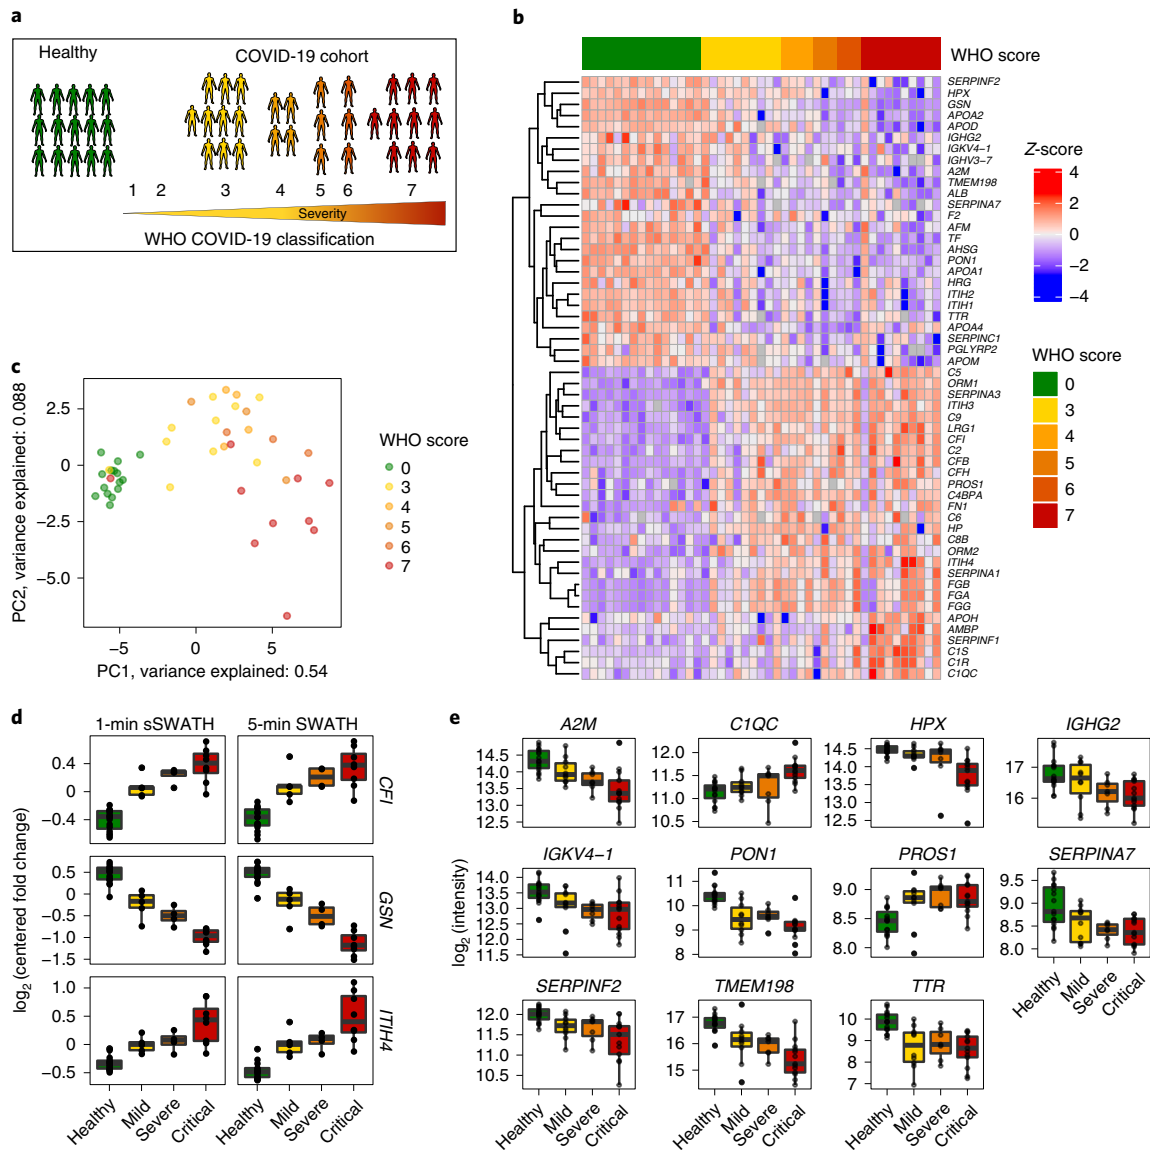 a
Healthy
COVID-19 cohort
1 2 3 4 5 6 7
Severity
WHO COVID-19 classification
b
WHO score
SERPINF2
HPX
GSN
APOA2
APOD
IGHG2
IGKV4−1
IGHV3−7
A2M
TMEM198
ALB
SERPINA7
F2
AFM
TF
AHSG
PON1
APOA1
HRG
ITIH2
ITIH1
TTR
APOA4
SERPINC1
PGLYRP2
APOM
C5
ORM1
SERPINA3
ITIH3
C9
LRG1
CFI
C2
CFB
CFH
PROS1
C4BPA
FN1
C6
HP
C8B
ORM2
ITIH4
SERPINA1
FGB
FGA
FGG
APOH
AMBP
SERPINF1
C1S
C1R
C1QC
Z-score
4
2
0
−2
−4
WHO score
0
3
4
5
6
7
c
PC2, variance explained: 0.088
2.5
0
−2.5
−5.0
−5 0 5
PC1, variance explained: 0.54
WHO score
0
3
4
5
6
7
d
1-min sSWATH 5-min SWATH
log2 (centered fold change)
0.4
0
−0.4
CFI
0.5
0
−0.5
−1.0
−1.5
GSN
1.0
0.5
0
−0.5
ITIH4
Healthy Mild Severe Critical Healthy Mild Severe Critical
e
log2 (intensity)
A2M C1QC HPX IGHG2
14.5
14.0
13.5
13.0
12.5
12.0
11.5
11.0
10.5
14.5
14.0
13.5
13.0
12.5
17
16
IGKV4−1 PON1 PROS1 SERPINA7
14.0
13.5
13.0
12.5
12.0
11.5
11
10
9
8
9.0
8.5
8.0
9.5
9.0
8.5
8.0
SERPINF2 TMEM198 TTR
12.0
11.5
11.0
10.5
17
16
15
10
9
8
7
Healthy Mild Severe Critical
Healthy Mild Severe Critical Healthy Mild Severe Critical Healthy Mild Severe Critical